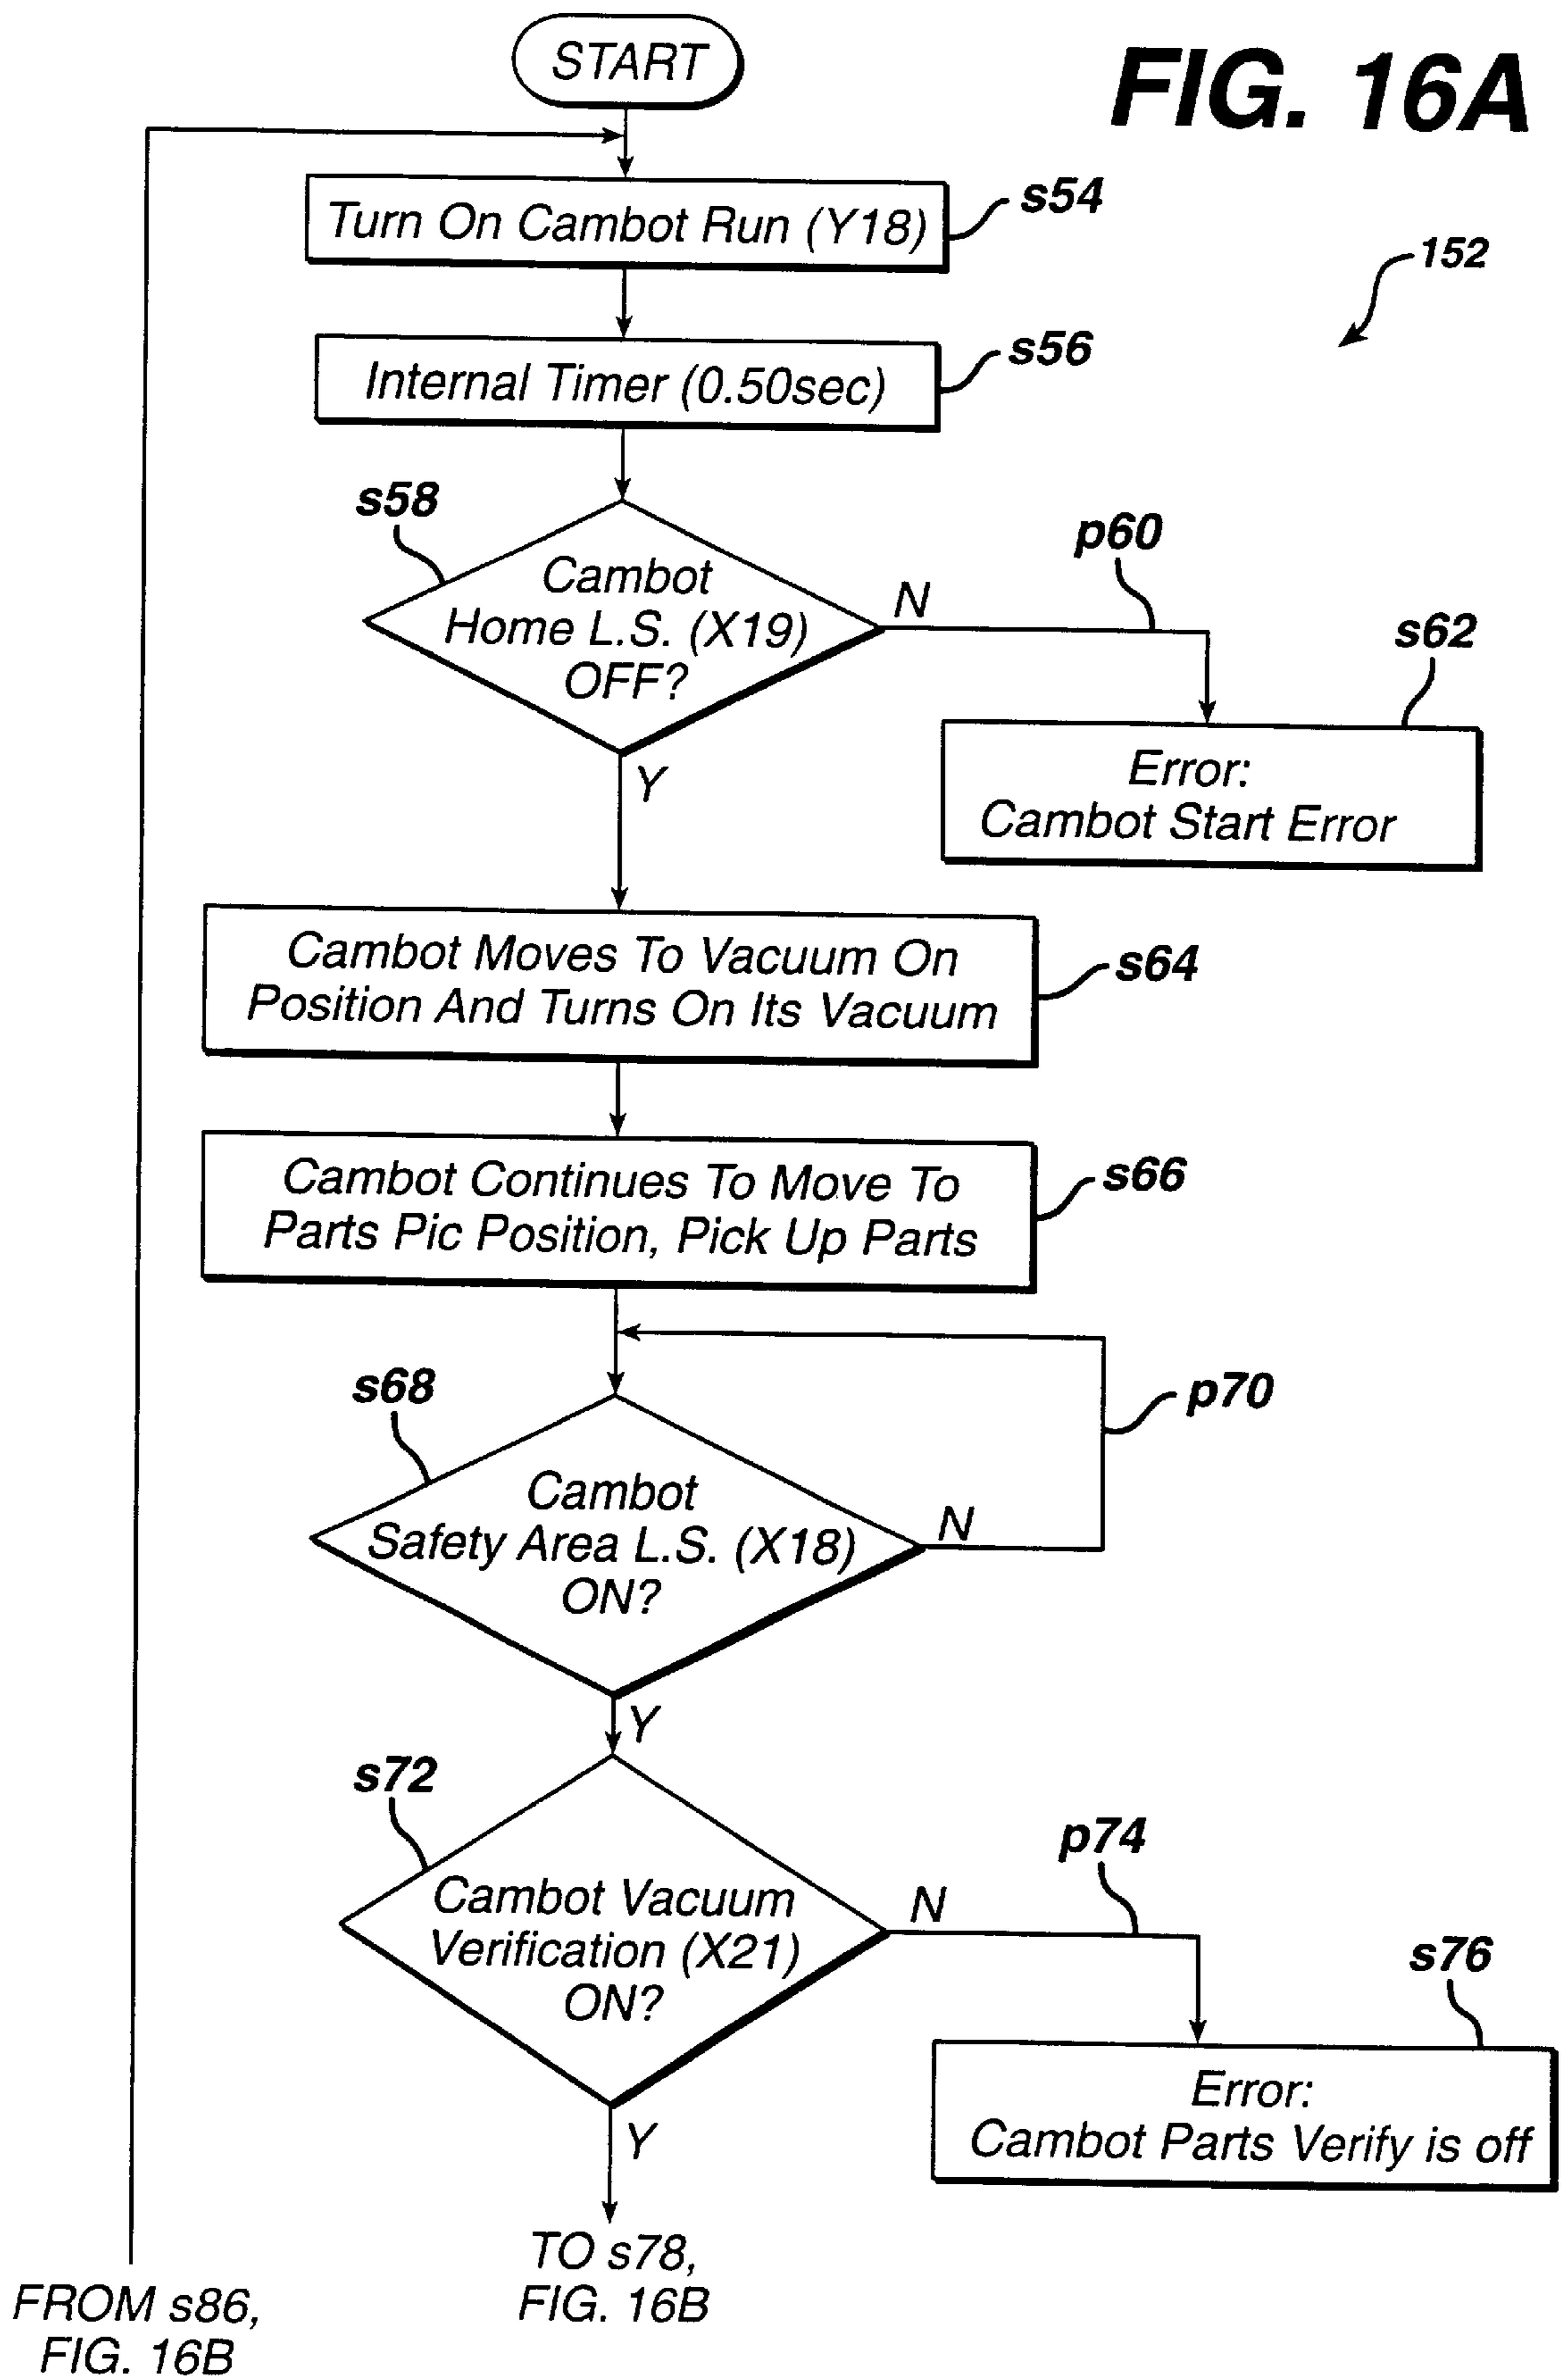 START
FIG. 16A
Turn On Cambot Run (Y18)
s54
152
Internal Timer (0.50sec)
s56
s58
Cambot
Home L.S. (X19)
OFF?
N
p60
s62
Y
Error:
Cambot Start Error
Cambot Moves To Vacuum On
Position And Turns On Its Vacuum
s64
Cambot Continues To Move To
Parts Pic Position, Pick Up Parts
s66
s68
p70
Cambot
Safety Area L.S. (X18)
ON?
N
Y
s72
p74
Cambot Vacuum
Verification (X21)
ON?
N
s76
Error:
Cambot Parts Verify is off
Y
TO s78,
FIG. 16B
FROM s86,
FIG. 16B